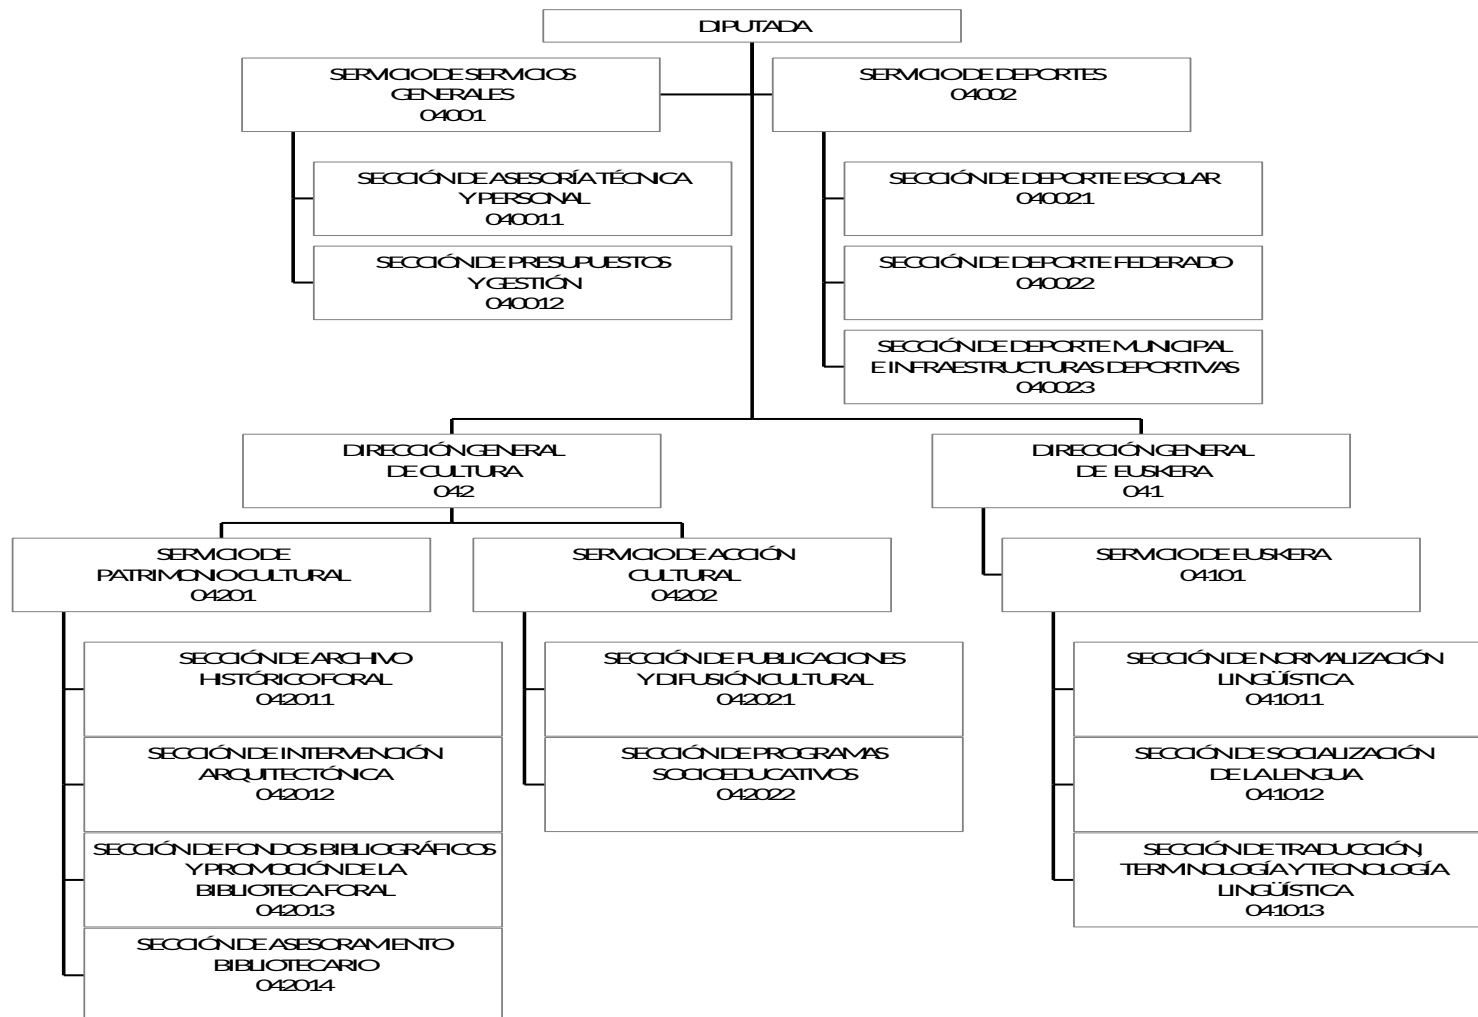 DIPUTADA
SERVICIO DE SERVICIOS
GENERALES
04001
SERVICIO DE DEPORTES
04002
SECCIÓN DE ASESORÍA TÉCNICA
Y PERSONAL
040011
SECCIÓN DE PRESUPUESTOS
Y GESTIÓN
040012
SECCIÓN DE DEPORTE ESCOLAR
040021
SECCIÓN DE DEPORTE FEDERADO
040022
SECCIÓN DE DEPORTE MUNICIPAL
E INFRAESTRUCTURAS DEPORTIVAS
040023
DIRECCIÓN GENERAL
DE CULTURA
042
DIRECCIÓN GENERAL
DE EUSKERA
041
SERVICIO DE
PATRIMONIO CULTURAL
04201
SERVICIO DE ACCIÓN
CULTURAL
04202
SERVICIO DE EUSKERA
04101
SECCIÓN DE ARCHIVO
HISTÓRICO FORAL
042011
SECCIÓN DE INTERVENCIÓN
ARQUITECTÓNICA
042012
SECCIÓN DE FONDOS BIBLIOGRÁFICOS
Y PROMOCIÓN DE LA
BIBLIOTECA FORAL
042013
SECCIÓN DE ASESORAMIENTO
BIBLIOTECARIO
042014
SECCIÓN DE PUBLICACIONES
Y DIFUSIÓN CULTURAL
042021
SECCIÓN DE PROGRAMAS
SOCIOEDUCATIVOS
042022
SECCIÓN DE NORMALIZACIÓN
LINGÜÍSTICA
041011
SECCIÓN DE SOCIALIZACIÓN
DE LA LENGUA
041012
SECCIÓN DE TRADUCCIÓN,
TERMINOLOGÍA Y TECNOLOGÍA
LINGÜÍSTICA
041013